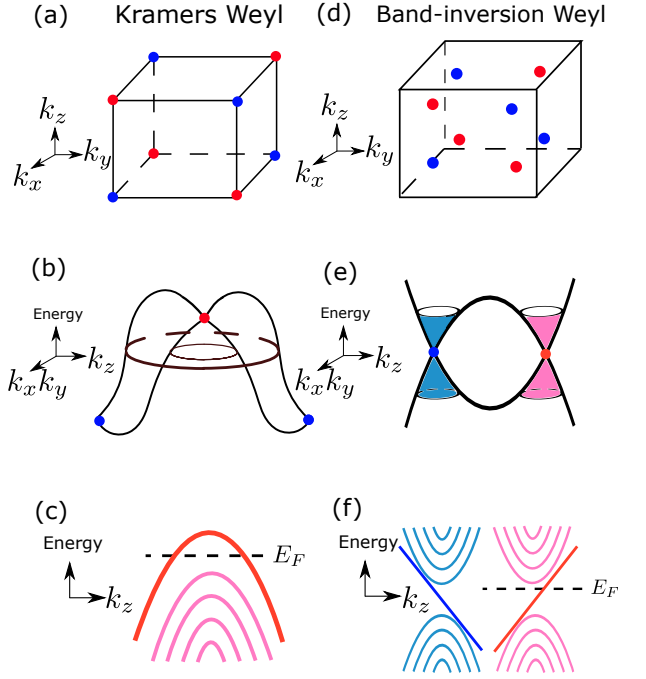 (a) Kramers Weyl
k_z
k_y
k_x
(d) Band-inversion Weyl
k_z
k_y
k_x
(b)
Energy
k_z
k_x k_y
(e)
Energy
k_z
k_x k_y
(c)
Energy
k_z
E_F
(f)
Energy
k_z
E_F